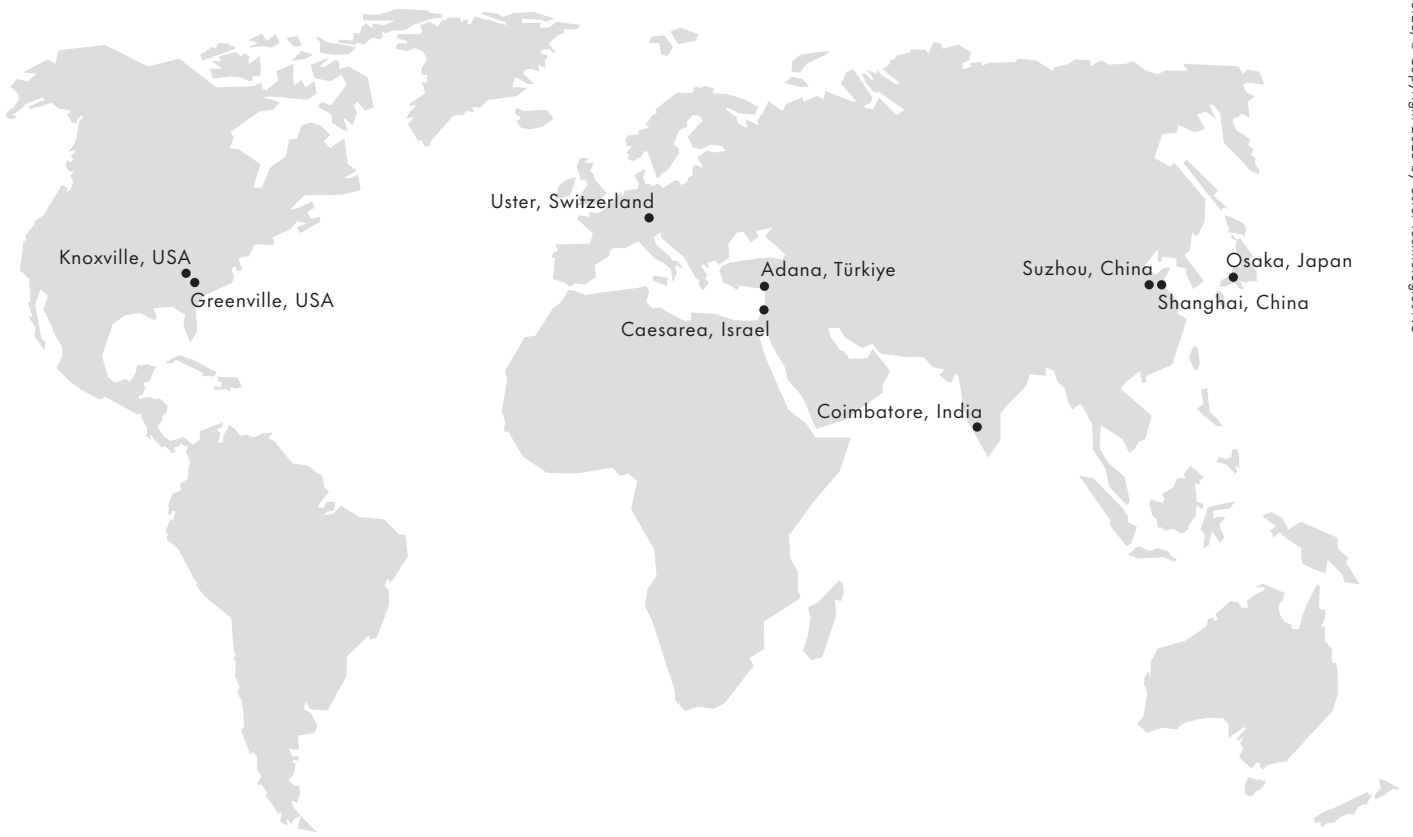 Uster, Switzerland
Knoxville, USA
Greenville, USA
Adana, Türkiye
Caesarea, Israel
Suzhou, China
Osaka, Japan
Shanghai, China
Coimbatore, India